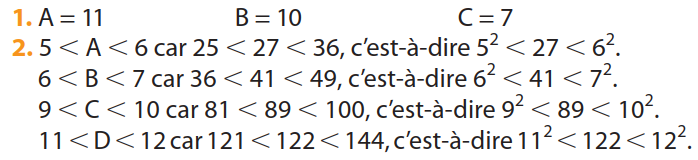 1. A = 11 B = 10 C = 7
2. 5 < A < 6 car 25 < 27 < 36, c'est-à-dire 5² < 27 < 6².
6 < B < 7 car 36 < 41 < 49, c'est-à-dire 6² < 41 < 7².
9 < C < 10 car 81 < 89 < 100, c'est-à-dire 9² < 89 < 10².
11 < D < 12 car 121 < 122 < 144, c'est-à-dire 11² < 122 < 12².